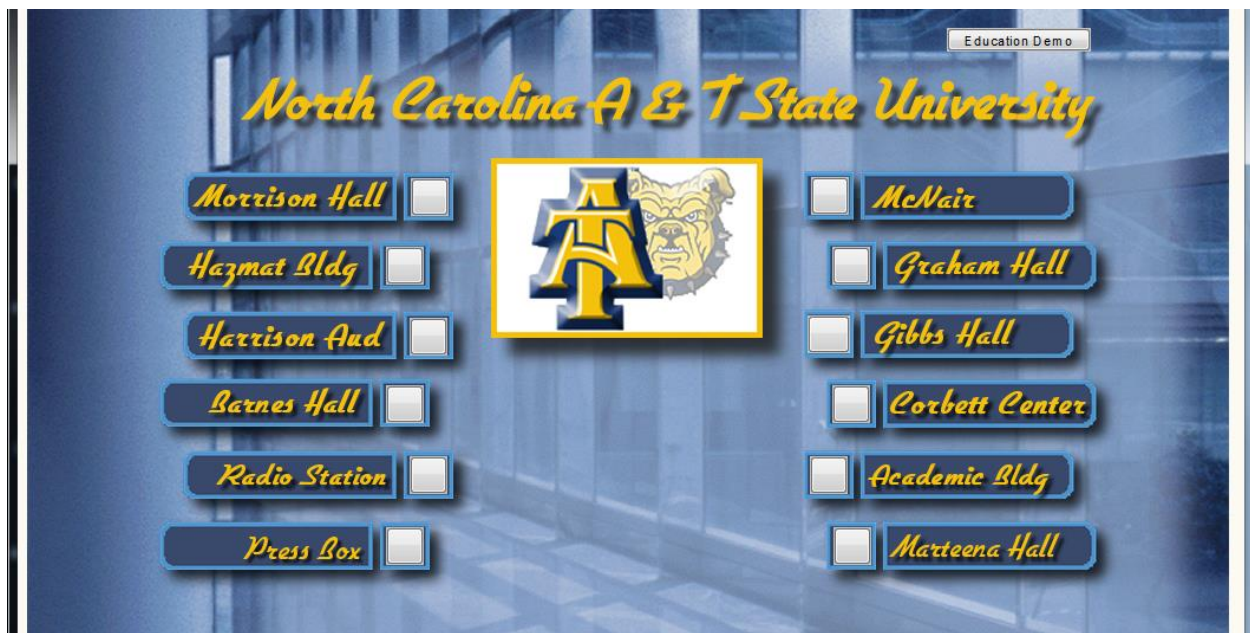 Education Demo
North Carolina A & T State University
Morrison Hall
McNair
Hazmat Bldg
Graham Hall
Harrison Aud
Gibbs Hall
Barnes Hall
Corbett Center
Radio Station
Academic Bldg
Press Box
Marteena Hall
AT